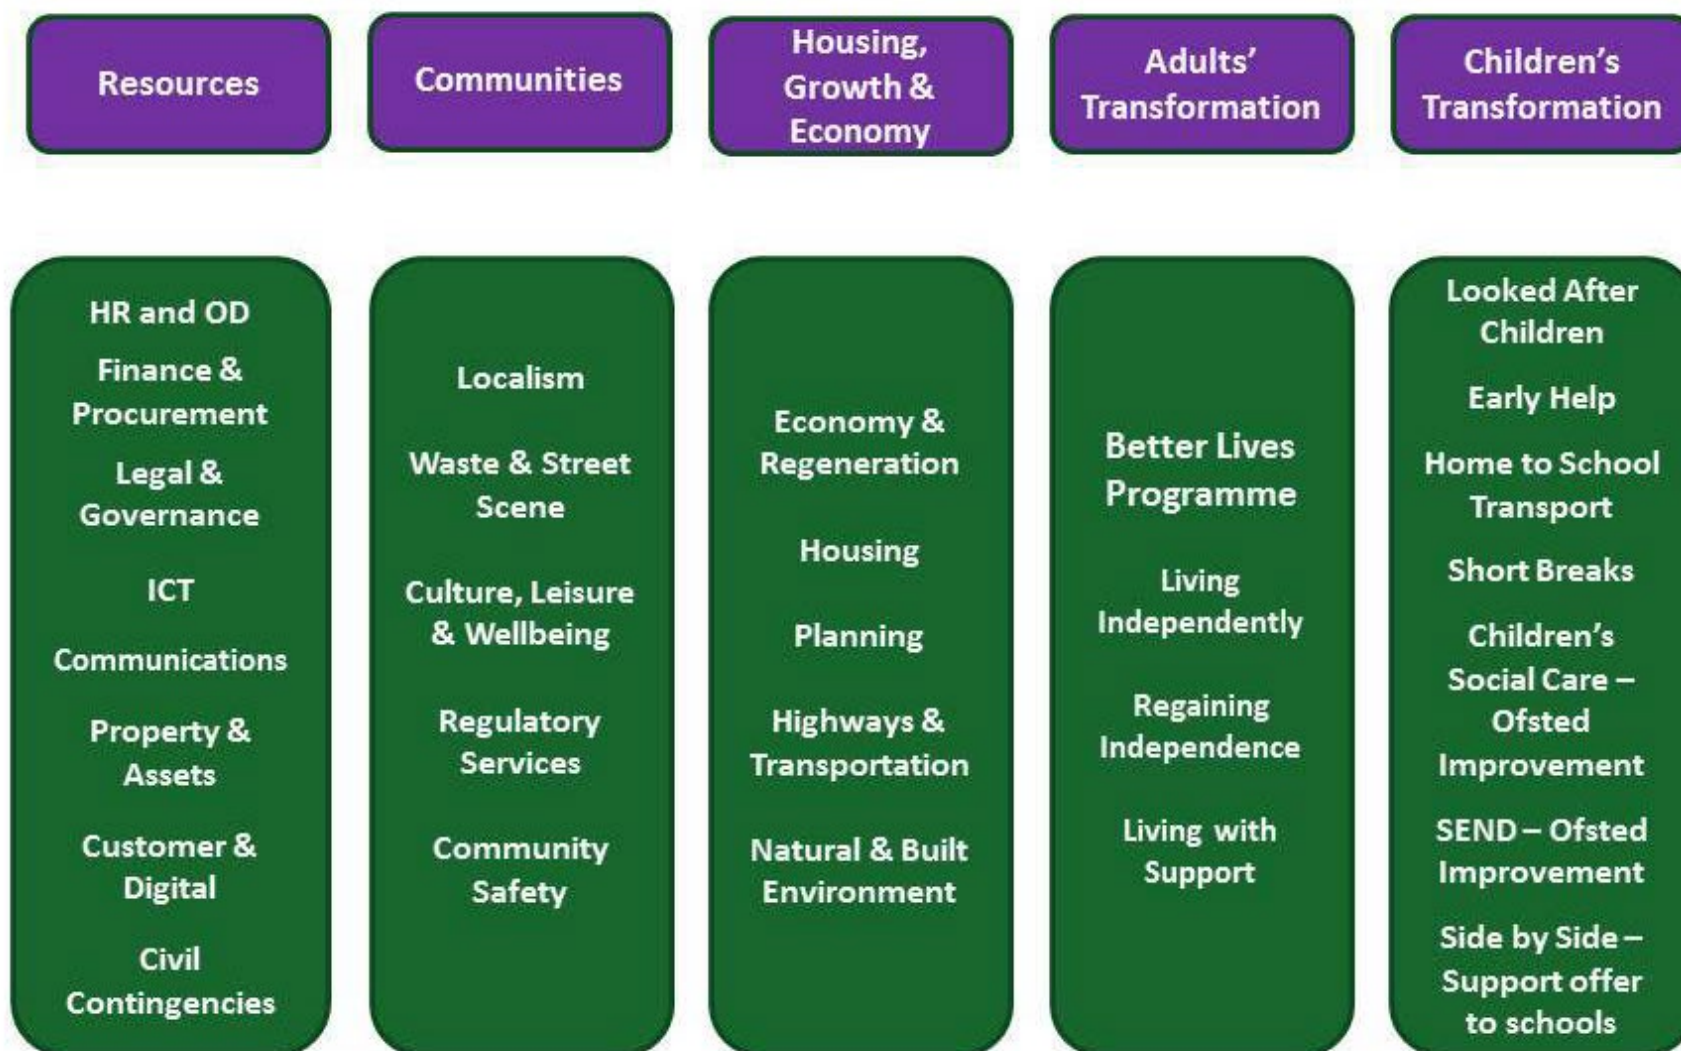 Resources
Communities
Housing,
Growth &
Economy
Adults’
Transformation
Children’s
Transformation
HR and OD
Finance &
Procurement
Legal &
Governance
ICT
Communications
Property &
Assets
Customer &
Digital
Civil
Contingencies
Localism
Waste & Street
Scene
Culture, Leisure
& Wellbeing
Regulatory
Services
Community
Safety
Economy &
Regeneration
Housing
Planning
Highways &
Transportation
Natural & Built
Environment
Better Lives
Programme
Living
Independently
Regaining
Independence
Living with
Support
Looked After
Children
Early Help
Home to School
Transport
Short Breaks
Children’s
Social Care –
Ofsted
Improvement
SEND – Ofsted
Improvement
Side by Side –
Support offer
to schools